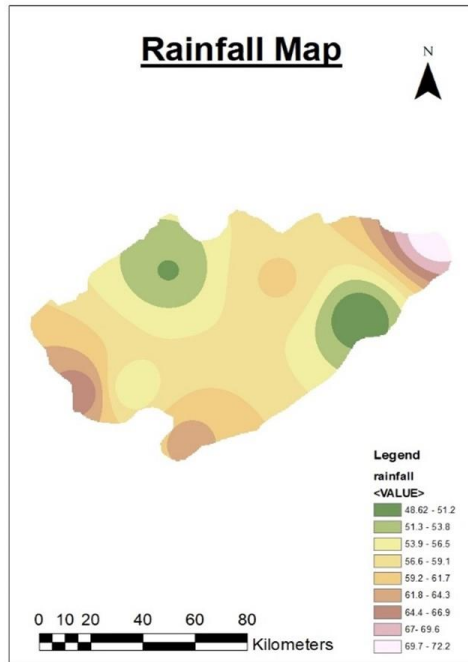 Rainfall Map
N
Legend
rainfall
<VALUE>
48.62 - 51.2
51.3 - 53.8
53.9 - 56.5
56.6 - 59.1
59.2 - 61.7
61.8 - 64.3
64.4 - 66.9
67- 69.6
69.7 - 72.2
0 10 20 40 60 80
Kilometers